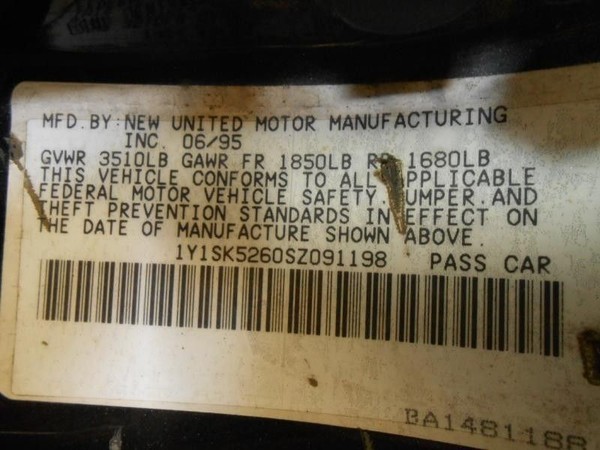 MFD. BY: NEW UNITED MOTOR MANUFACTURING
INC. 06/95
GVWR 3510LB GAWR FR 1850LB 1680LB
THIS VEHICLE CONFORMS TO ALL APPLICABLE
FEDERAL MOTOR VEHICLE SAFETY, BUMPER, AND
THEFT PREVENTION STANDARDS IN EFFECT ON
THE DATE OF MANUFACTURE SHOWN ABOVE.
1Y1SK5260SZ091198 PASS CAR
BA1481188